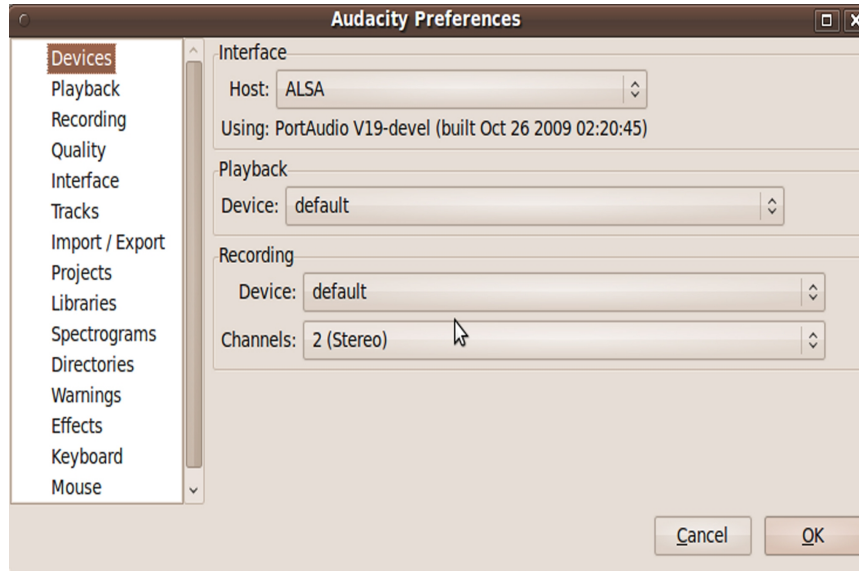 Audacity Preferences
Devices
Playback
Recording
Quality
Interface
Tracks
Import / Export
Projects
Libraries
Spectrograms
Directories
Warnings
Effects
Keyboard
Mouse
Interface
Host: ALSA
Using: PortAudio V19-devel (built Oct 26 2009 02:20:45)
Playback
Device: default
Recording
Device: default
Channels: 2 (Stereo)
Cancel OK